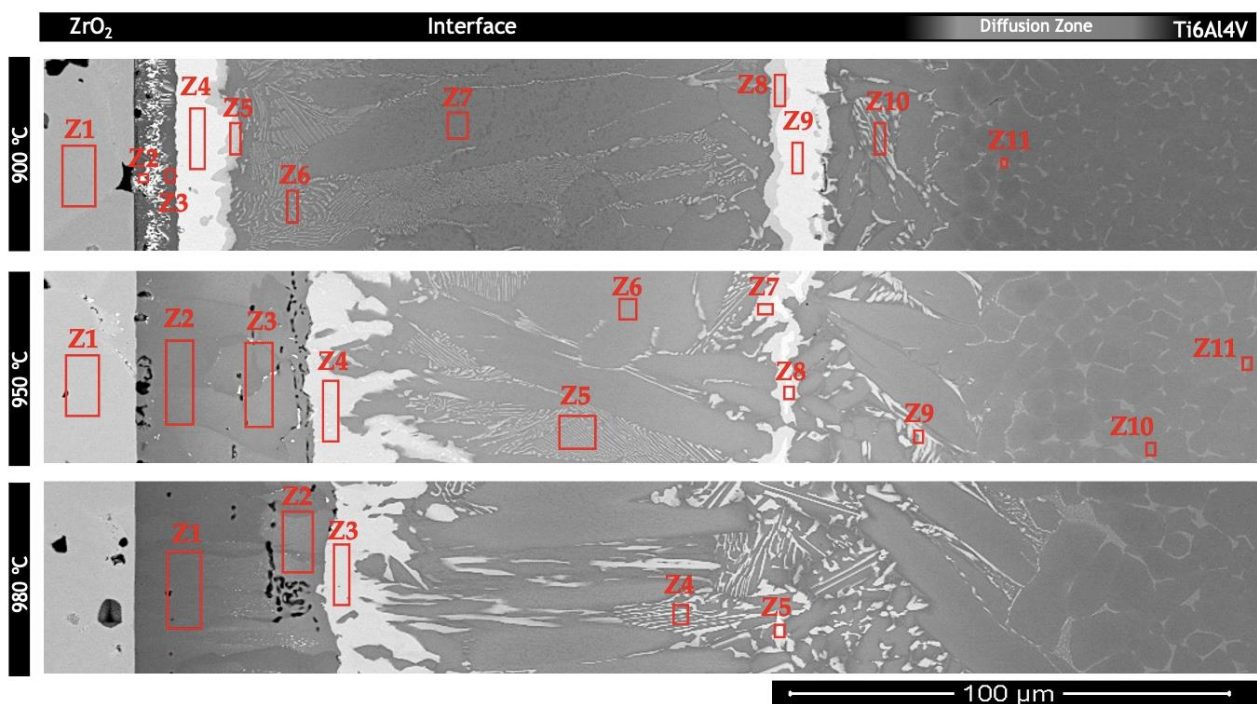 ZrO₂ Interface Diffusion Zone Ti6Al4V
900 °C
Z1
Z2
Z3
Z4
Z5
Z6
Z7
Z8
Z9
Z10
Z11
950 °C
Z1
Z2
Z3
Z4
Z5
Z6
Z7
Z8
Z9
Z10
Z11
980 °C
Z1
Z2
Z3
Z4
Z5
100 µm